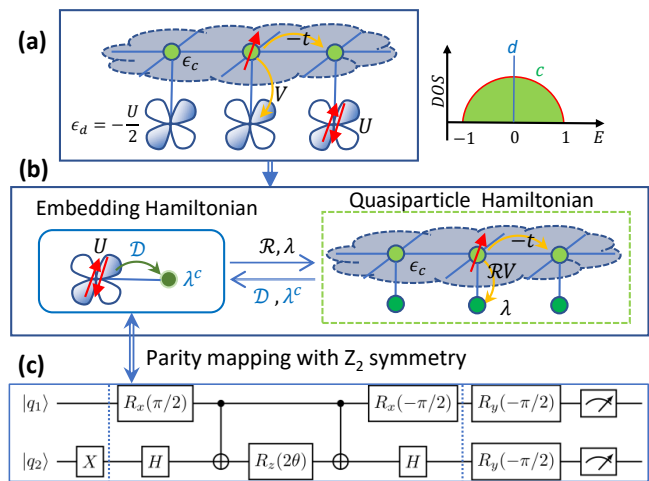 (a)
−t
ϵ_c
V
ϵ_d = −U/2
U
DOS
d
c
−1
0
1
E
(b)
Embedding Hamiltonian
Quasiparticle Hamiltonian
U
𝒟
λ^c
ℛ, λ
𝒟 , λ^c
−t
ϵ_c
ℛV
λ
Parity mapping with Z_2 symmetry
(c)
|q_1⟩ R_x(π/2) R_x(−π/2) R_y(−π/2)
|q_2⟩ X H R_z(2θ) H R_y(−π/2)